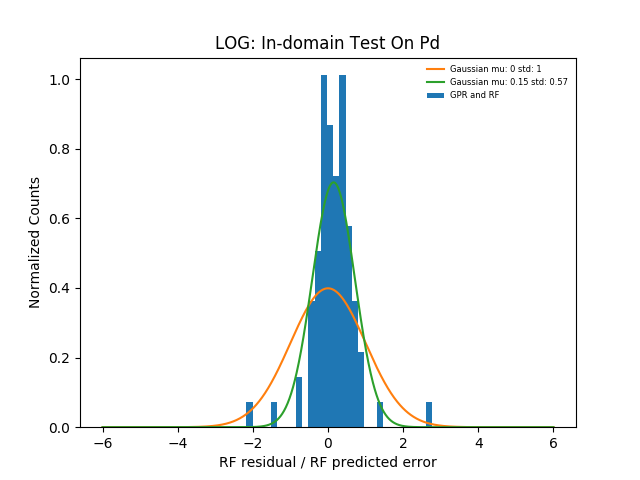 LOG: In-domain Test On Pd
Gaussian mu: 0 std: 1
Gaussian mu: 0.15 std: 0.57
GPR and RF
Normalized Counts
1.0
0.8
0.6
0.4
0.2
0.0
−6
−4
−2
0
2
4
6
RF residual / RF predicted error